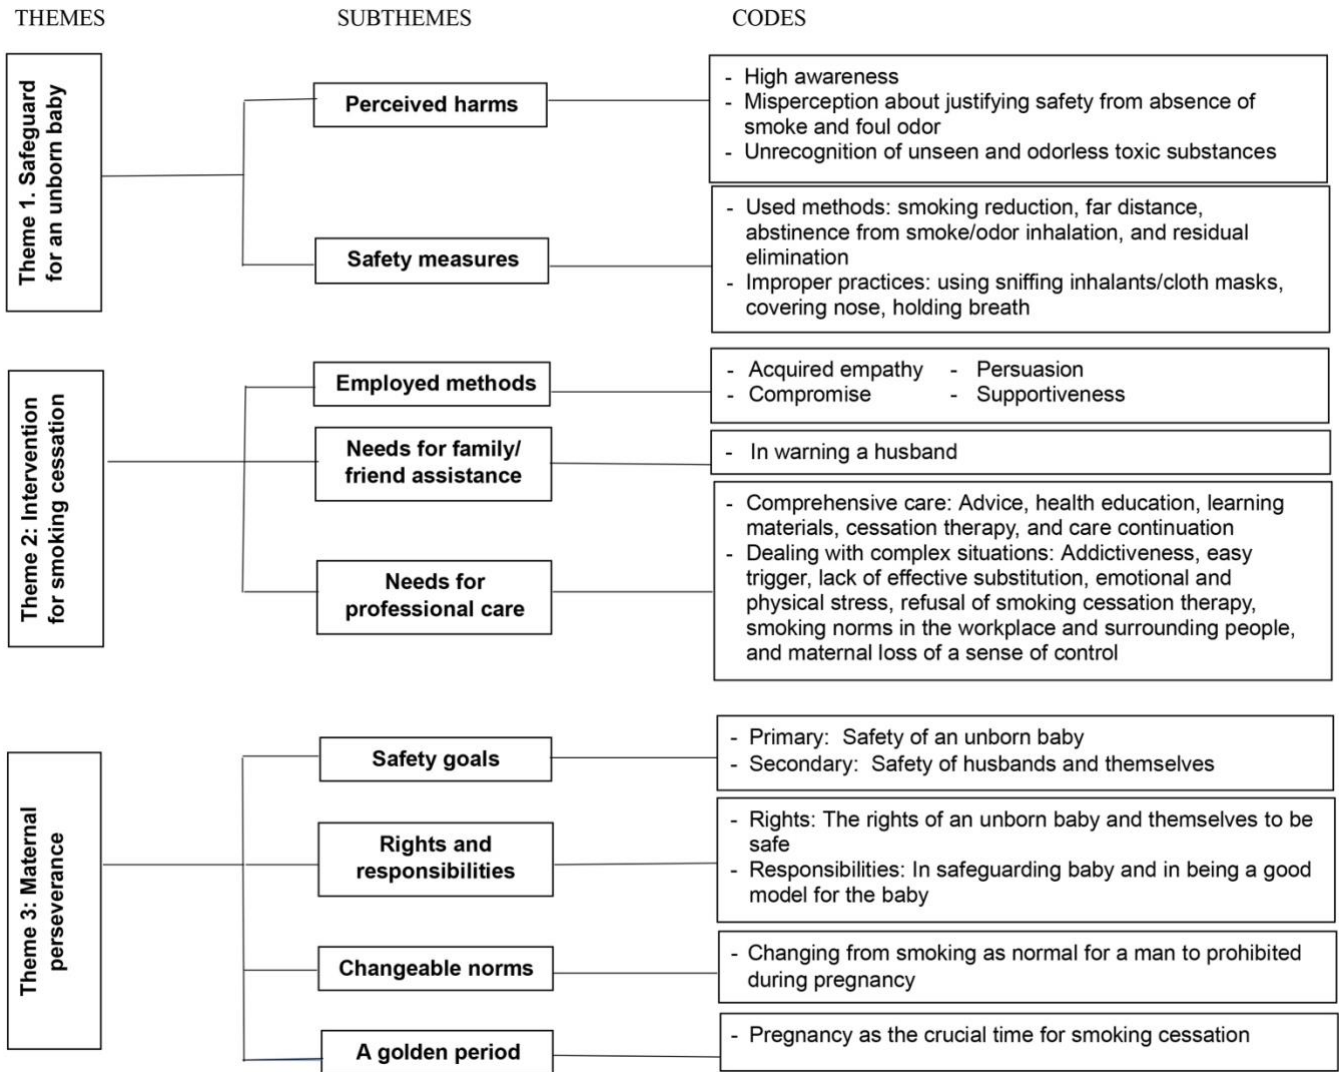 THEMES
SUBTHEMES
CODES
Theme 1. Safeguard
for an unborn baby
Perceived harms
- High awareness
- Misperception about justifying safety from absence of
smoke and foul odor
- Unrecognition of unseen and odorless toxic substances
Safety measures
- Used methods: smoking reduction, far distance,
abstinence from smoke/odor inhalation, and residual
elimination
- Improper practices: using sniffing inhalants/cloth masks,
covering nose, holding breath
Theme 2: Intervention
for smoking cessation
Employed methods
- Acquired empathy - Persuasion
- Compromise - Supportiveness
Needs for family/
friend assistance
- In warning a husband
Needs for
professional care
- Comprehensive care: Advice, health education, learning
materials, cessation therapy, and care continuation
- Dealing with complex situations: Addictiveness, easy
trigger, lack of effective substitution, emotional and
physical stress, refusal of smoking cessation therapy,
smoking norms in the workplace and surrounding people,
and maternal loss of a sense of control
Theme 3: Maternal
perseverance
Safety goals
- Primary: Safety of an unborn baby
- Secondary: Safety of husbands and themselves
Rights and
responsibilities
- Rights: The rights of an unborn baby and themselves to be
safe
- Responsibilities: In safeguarding baby and in being a good
model for the baby
Changeable norms
- Changing from smoking as normal for a man to prohibited
during pregnancy
A golden period
- Pregnancy as the crucial time for smoking cessation